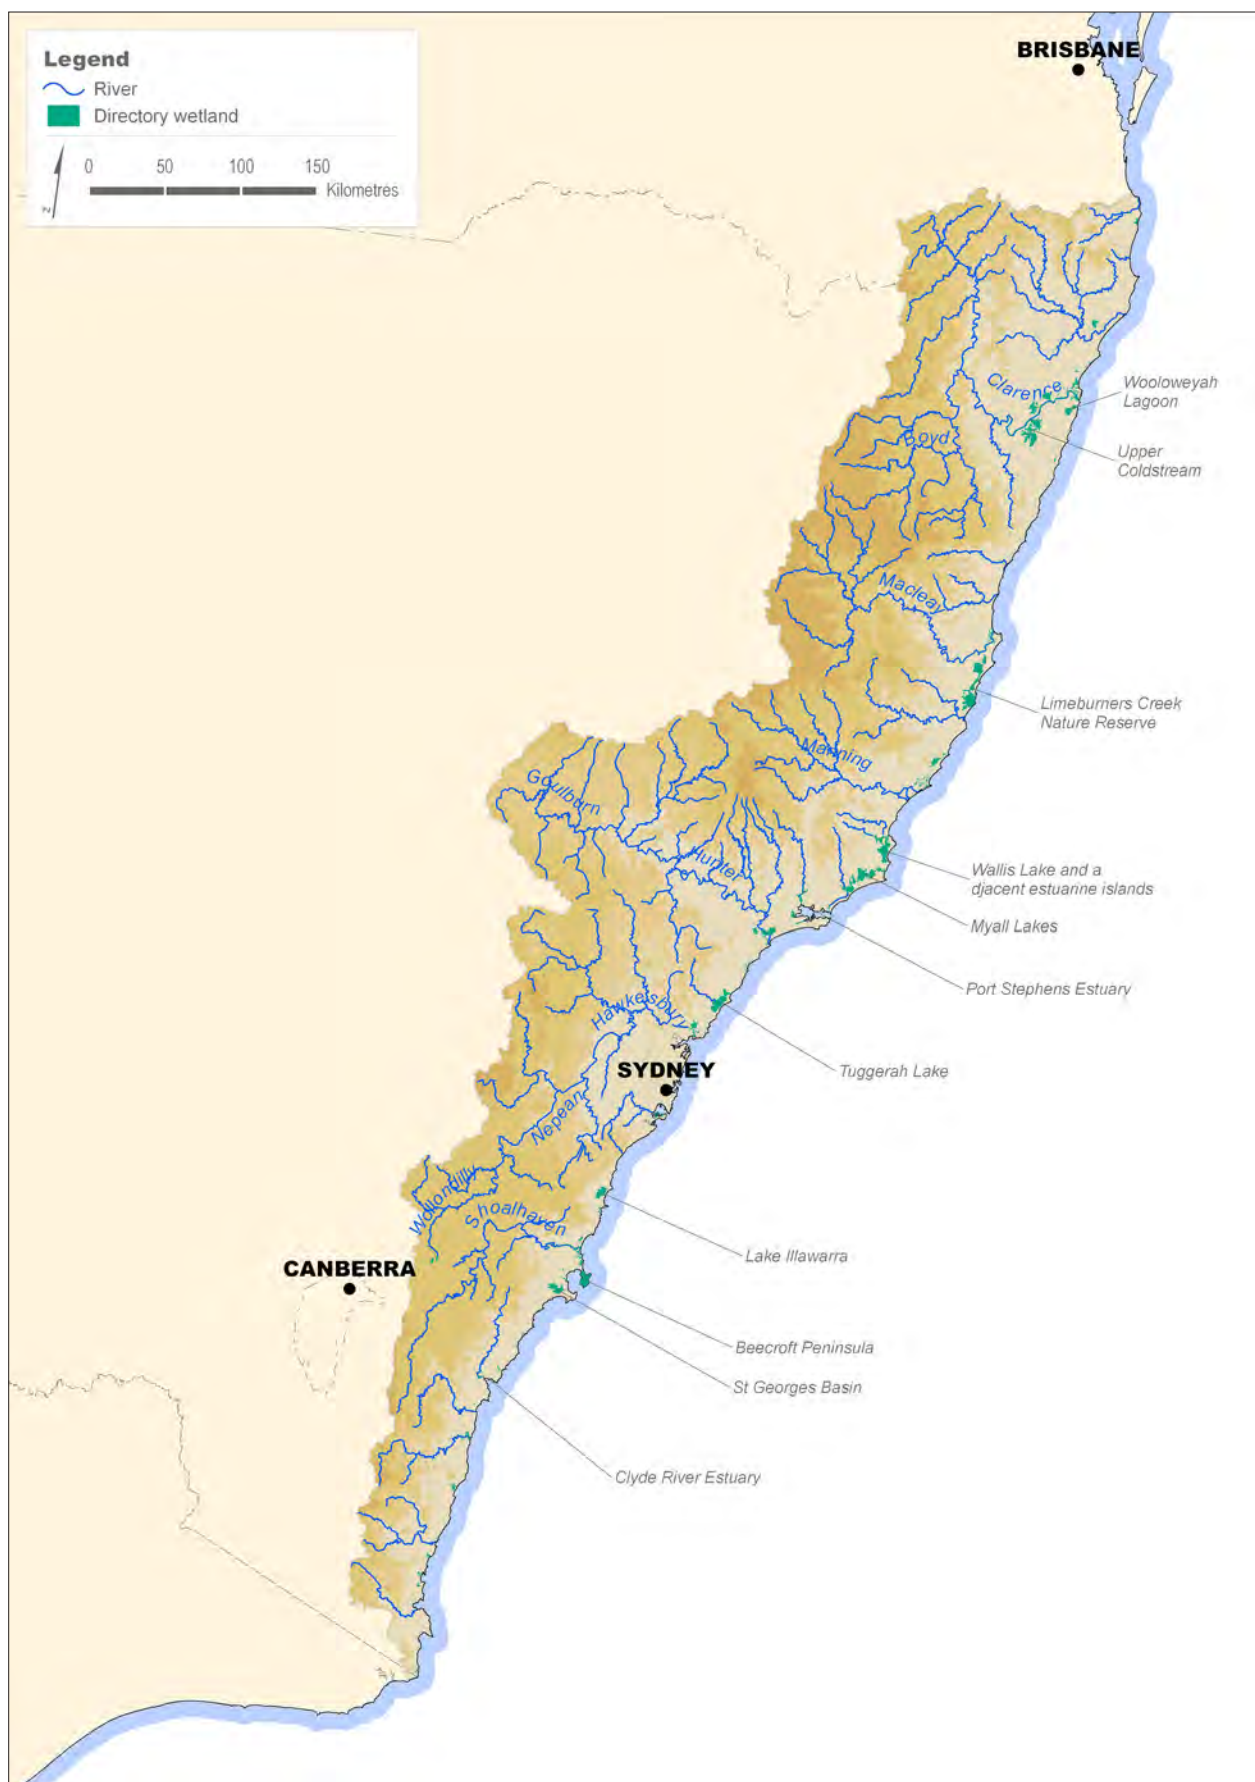 Legend
River
Directory wetland
0 50 100 150
Kilometres
N
BRISBANE
Clarence
Wooloweyah
Lagoon
Boyd
Upper
Coldstream
Macleay
Limeburners Creek
Nature Reserve
Manning
Goulburn
Hunter
Wallis Lake and a
djacent estuarine islands
Myall Lakes
Port Stephens Estuary
Hawkesbury
SYDNEY
Tuggerah Lake
Nepean
Wollondilly
Shoalhaven
Lake Illawarra
CANBERRA
Beecroft Peninsula
St Georges Basin
Clyde River Estuary